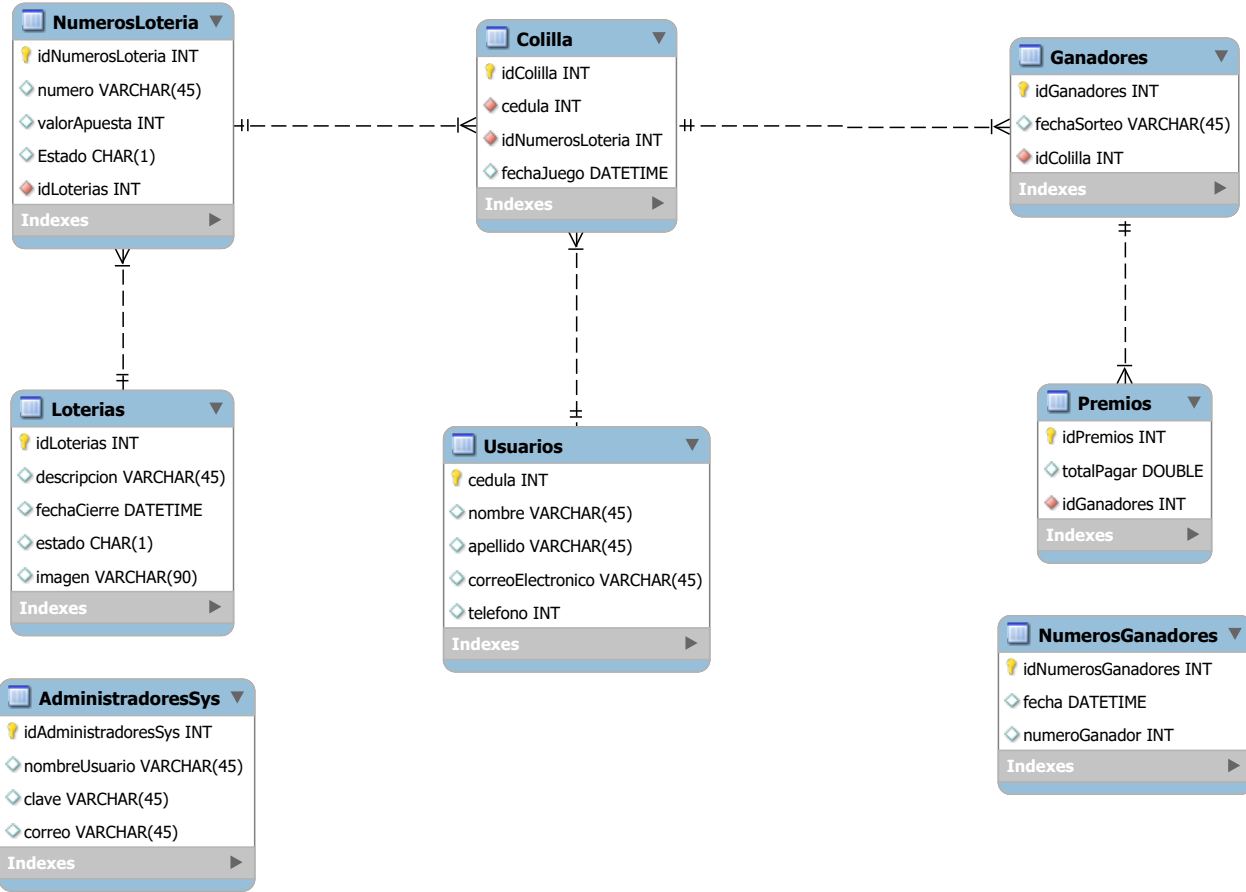 NumerosLoteria
idNumerosLoteria INT
numero VARCHAR(45)
valorApuesta INT
Estado CHAR(1)
idLoterias INT
Indexes
Colilla
idColilla INT
cedula INT
idNumerosLoteria INT
fechaJuego DATETIME
Indexes
Ganadores
idGanadores INT
fechaSorteo VARCHAR(45)
idColilla INT
Indexes
Loterias
idLoterias INT
descripcion VARCHAR(45)
fechaCierre DATETIME
estado CHAR(1)
imagen VARCHAR(90)
Indexes
Usuarios
cedula INT
nombre VARCHAR(45)
apellido VARCHAR(45)
correoElectronico VARCHAR(45)
telefono INT
Indexes
Premios
idPremios INT
totalPagar DOUBLE
idGanadores INT
Indexes
NumerosGanadores
idNumerosGanadores INT
fecha DATETIME
numeroGanador INT
Indexes
AdministradoresSys
idAdministradoresSys INT
nombreUsuario VARCHAR(45)
clave VARCHAR(45)
correo VARCHAR(45)
Indexes